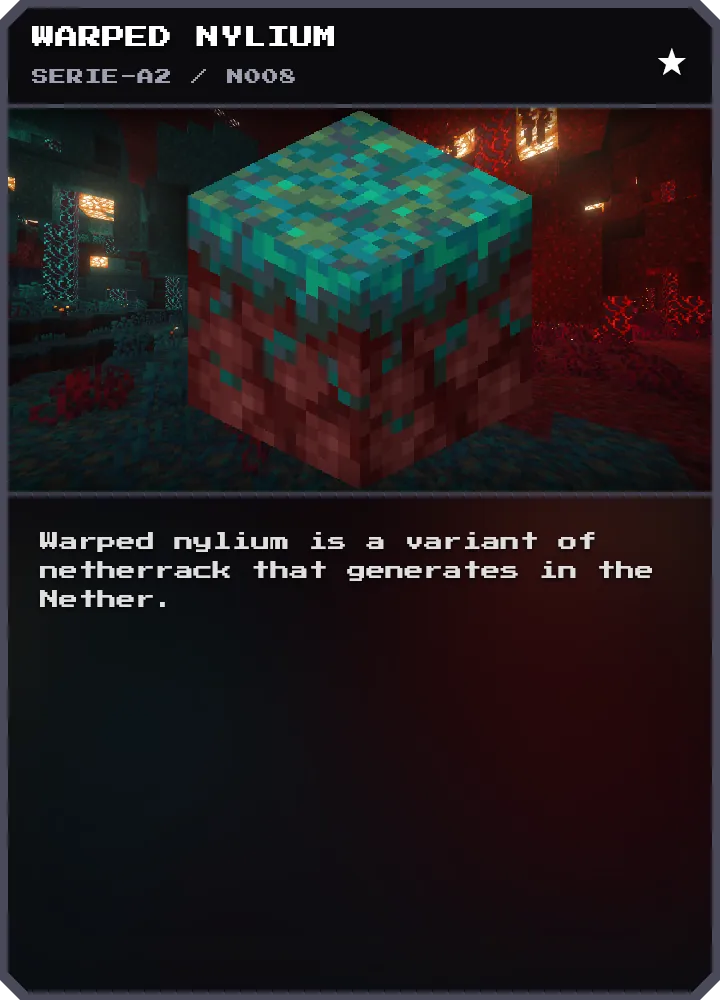 WARPED NYLIUM
SERIE-A2 / N008
Warped nylium is a variant of
netherrack that generates in the
Nether.